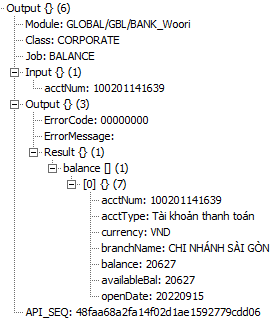 Output {} (6)
Module: GLOBAL/GBL/BANK_Woori
Class: CORPORATE
Job: BALANCE
Input {} (1)
acctNum: 100201141639
Output {} (3)
ErrorCode: 00000000
ErrorMessage:
Result {} (1)
balance [] (1)
[0] {} (7)
acctNum: 100201141639
acctType: Tài khoản thanh toán
currency: VND
branchName: CHI NHÁNH SÀI GÒN
balance: 20627
availableBal: 20627
openDate: 20220915
API_SEQ: 48faa68a2fa14f02d1ae1592779cdd06